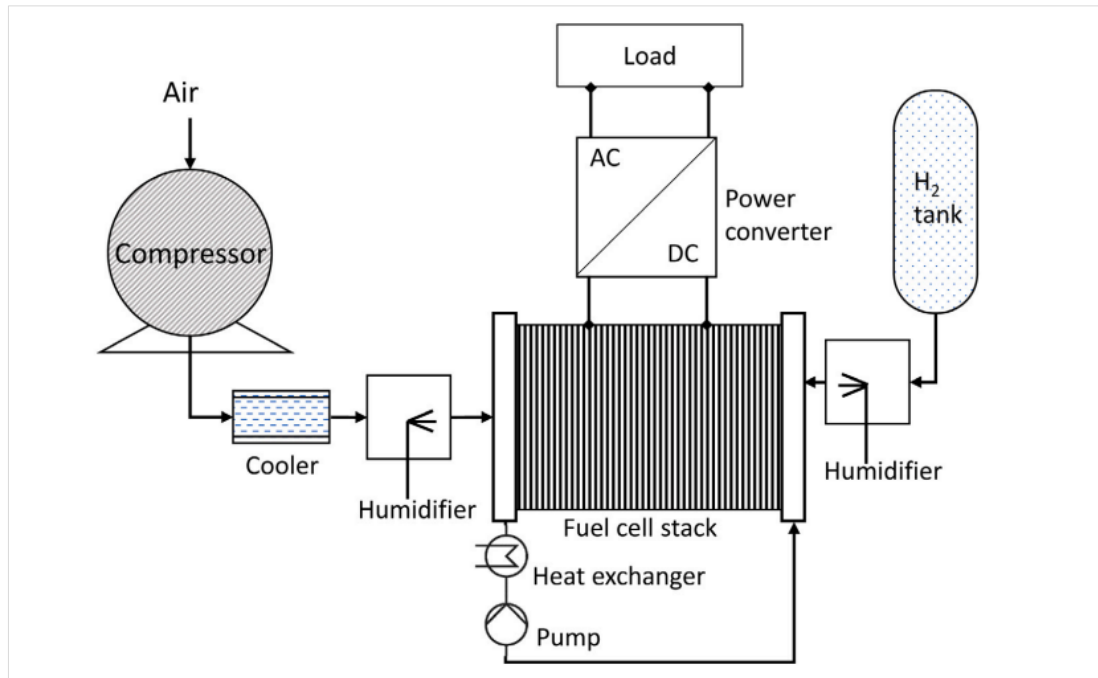 Load
Air
AC
H2
tank
Power
converter
Compressor
DC
Cooler
Humidifier
Humidifier
Fuel cell stack
Heat exchanger
Pump